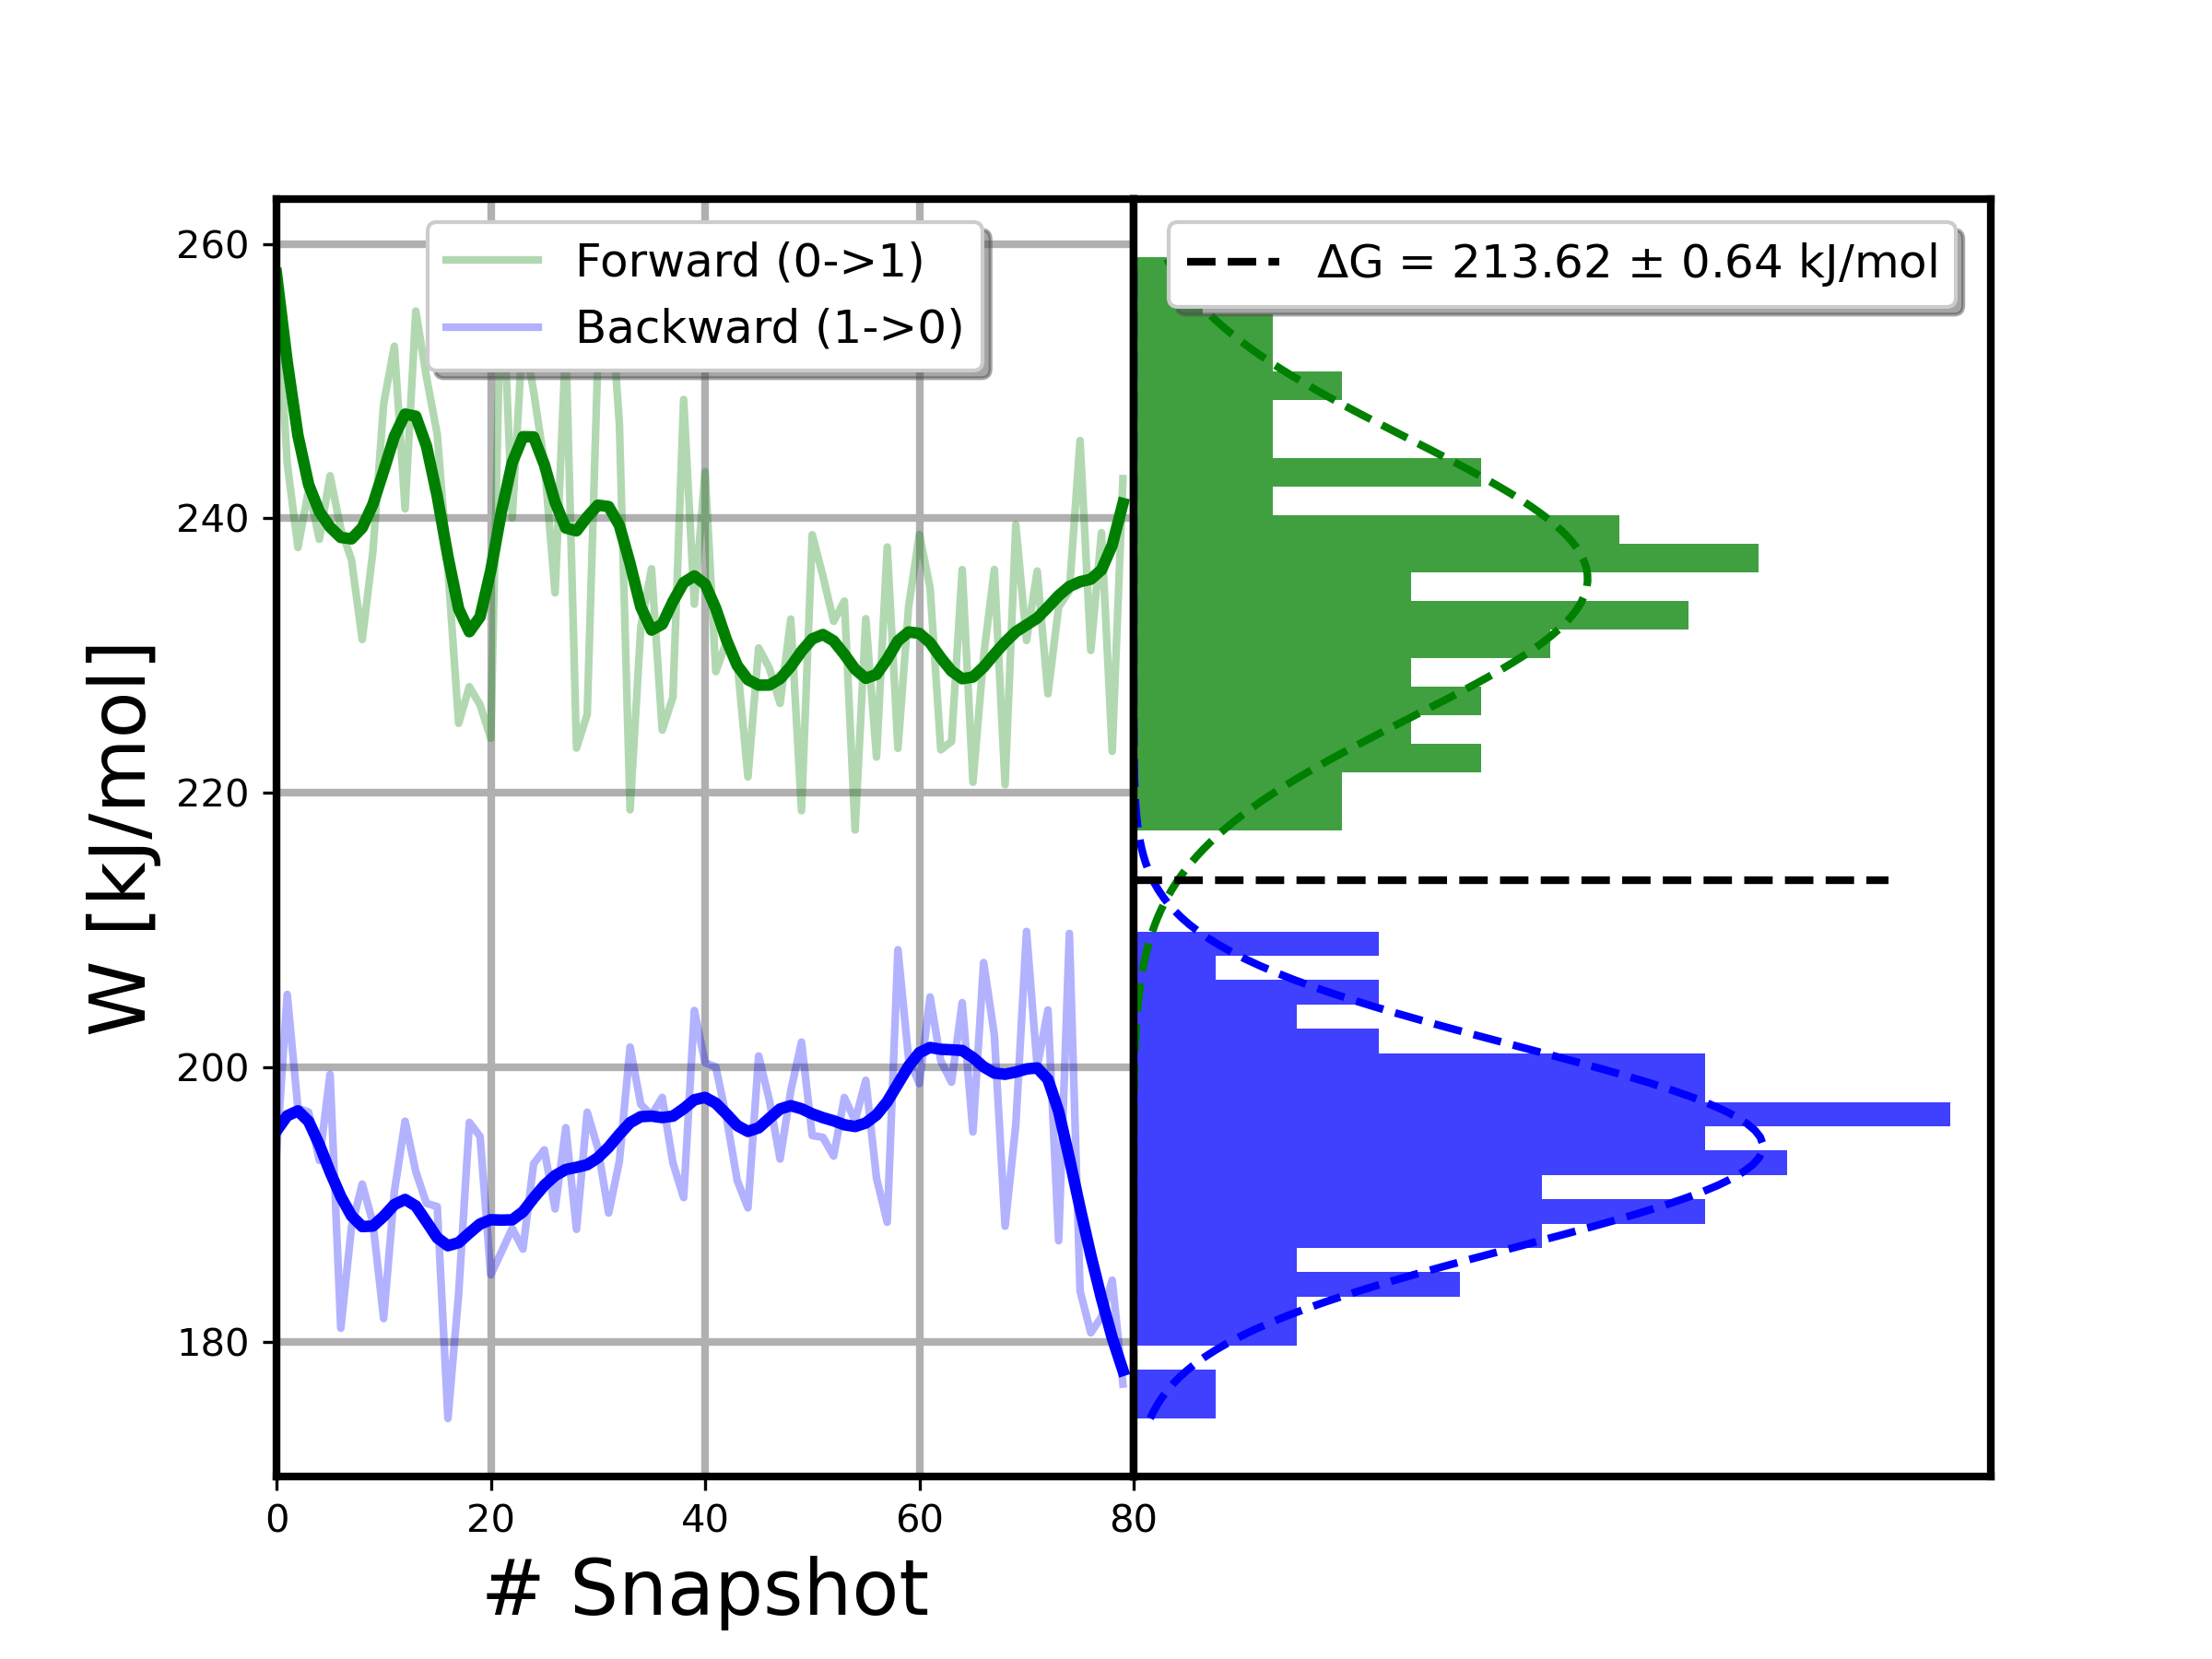 Forward (0->1)
Backward (1->0)
ΔG = 213.62 ± 0.64 kJ/mol
W [kJ/mol]
260
240
220
200
180
0 20 40 60 80
# Snapshot